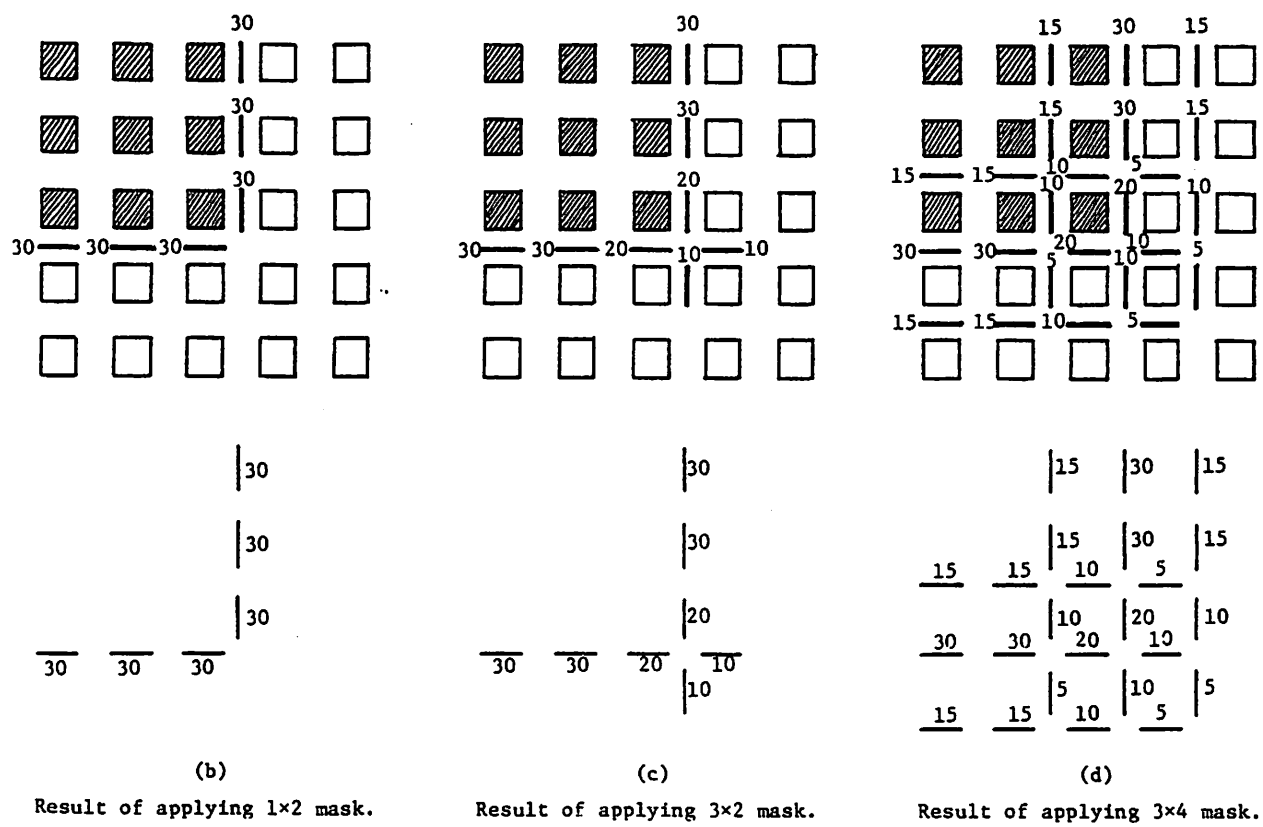 30
30
30
30 30 30
30
30
30
30 30 30
(b)
Result of applying 1×2 mask.
30
30
20
30 30 20 10 10
30
30
20
30 30 20 10
10
(c)
Result of applying 3×2 mask.
15 30 15
15 30 15
10 5
15 15 10 20 10
20 10
30 30 5 10 5
15 15 10 5
15 30 15
15 30 15
15 15 10 5
10 20 10
30 30 20 10
5 10 5
15 15 10 5
(d)
Result of applying 3×4 mask.